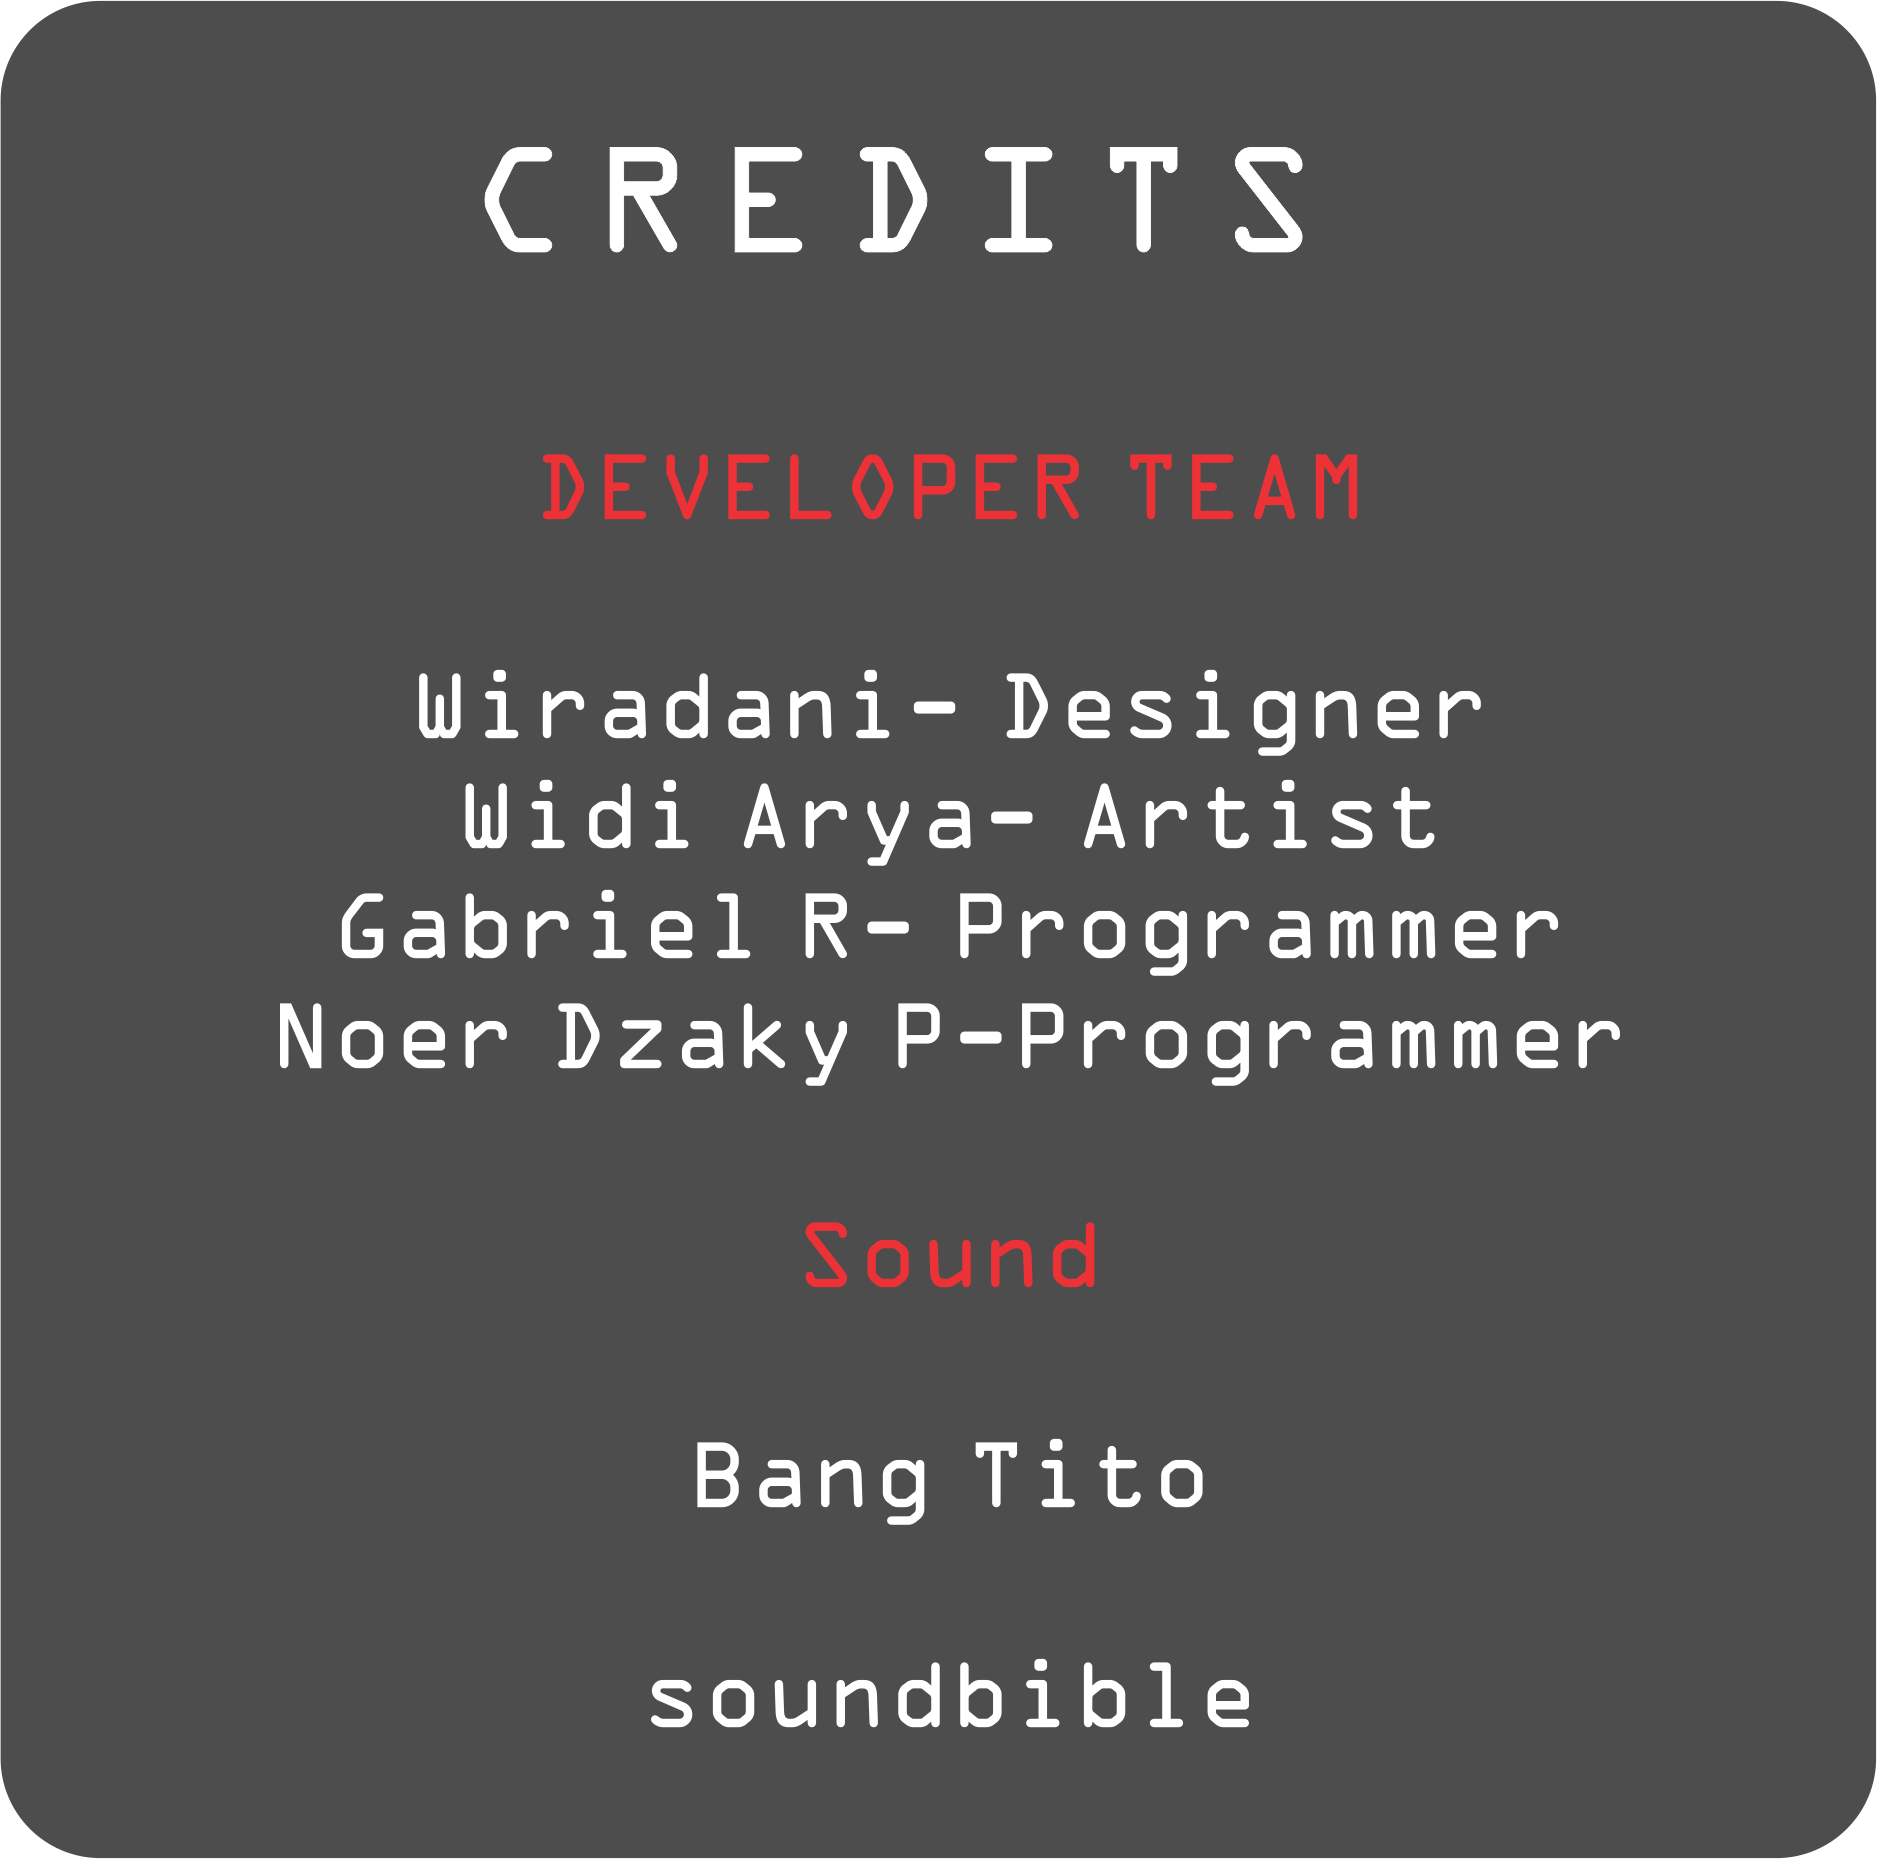 CREDITS
DEVELOPER TEAM
Wiradani- Designer
Widi Arya- Artist
Gabriel R- Programmer
Noer Dzaky P-Programmer
Sound
Bang Tito
soundbible